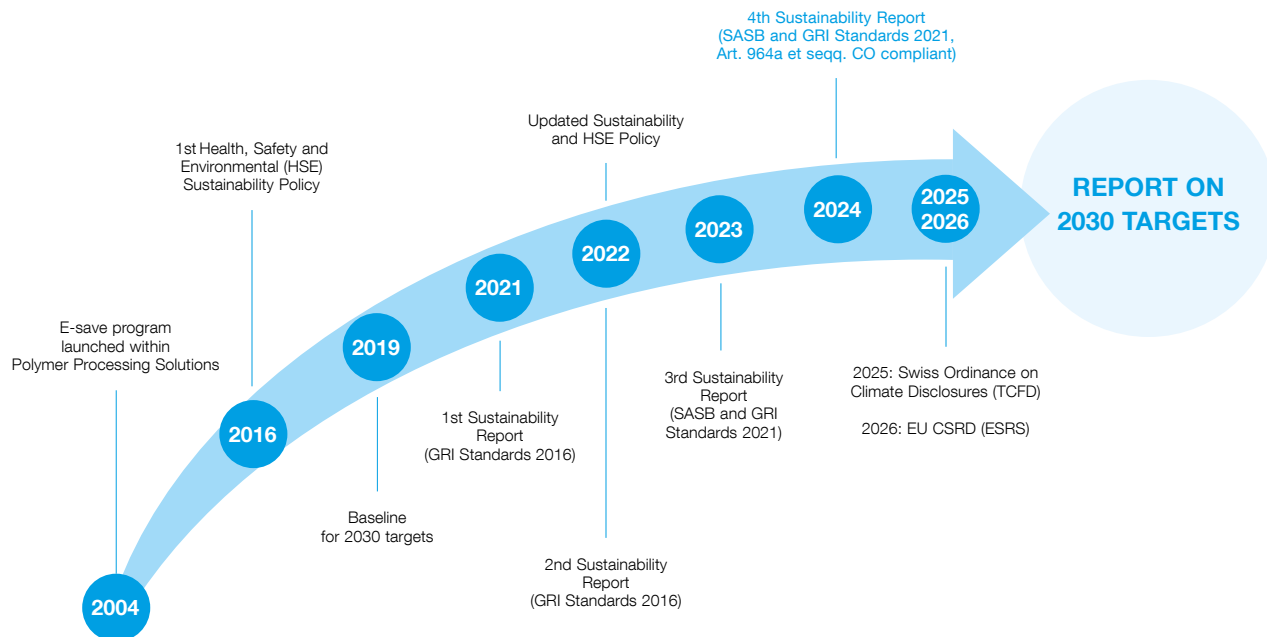 4th Sustainability Report
(SASB and GRI Standards 2021,
Art. 964a et seqq. CO compliant)
Updated Sustainability
and HSE Policy
1st Health, Safety and
Environmental (HSE)
Sustainability Policy
REPORT ON
2030 TARGETS
2025
2026
2024
2023
2022
2021
2019
2016
2004
E-save program
launched within
Polymer Processing Solutions
Baseline
for 2030 targets
1st Sustainability
Report
(GRI Standards 2016)
2nd Sustainability
Report
(GRI Standards 2016)
3rd Sustainability
Report
(SASB and GRI
Standards 2021)
2025: Swiss Ordinance on
Climate Disclosures (TCFD)
2026: EU CSRD (ESRS)